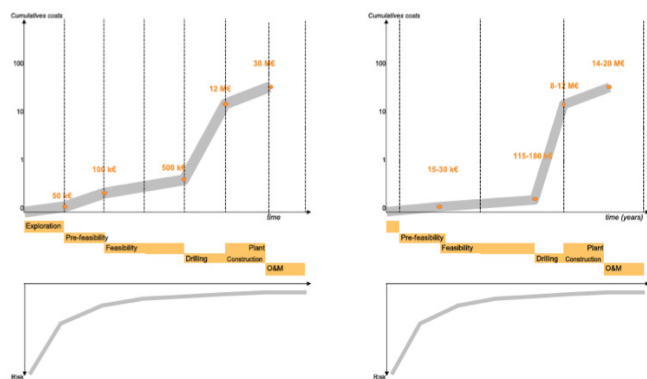 Cumulatives costs
100
10
1
0
50 k€
100 k€
500 k€
12 M€
30 M€
time
Exploration
Pre-feasibility
Feasibility
Drilling
Plant
Construction
O&M
Risk
Cumulatives costs
100
10
1
0
15-30 k€
115-180 k€
8-12 M€
14-20 M€
time (years)
Pre-feasibility
Feasibility
Drilling
Plant
Construction
O&M
Risk